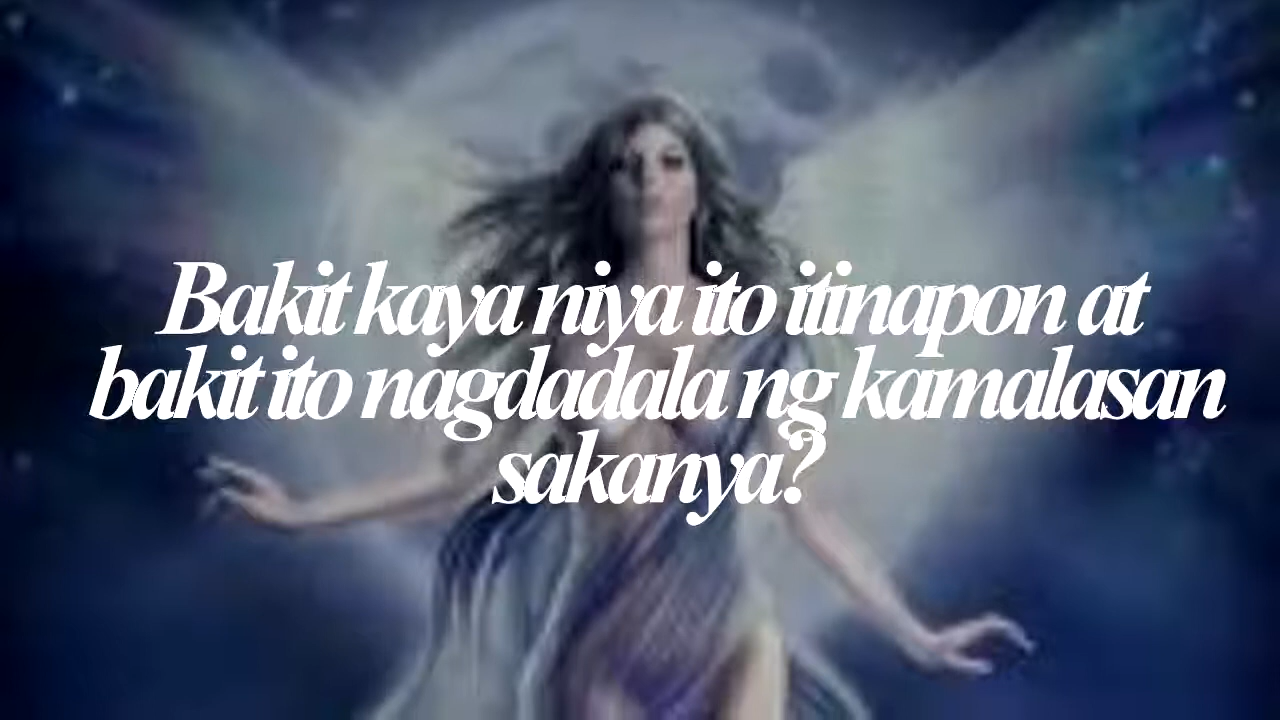 Bakit kaya niya ito itinapon at
bakit ito nagdadala ng kamalasan
sakanya?